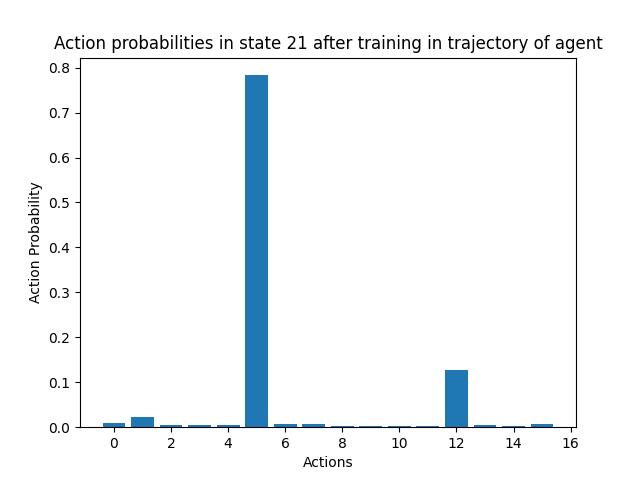 Action probabilities in state 21 after training in trajectory of agent
0.8
0.7
0.6
0.5
0.4
0.3
0.2
0.1
0.0
Action Probability
0 2 4 6 8 10 12 14 16
Actions